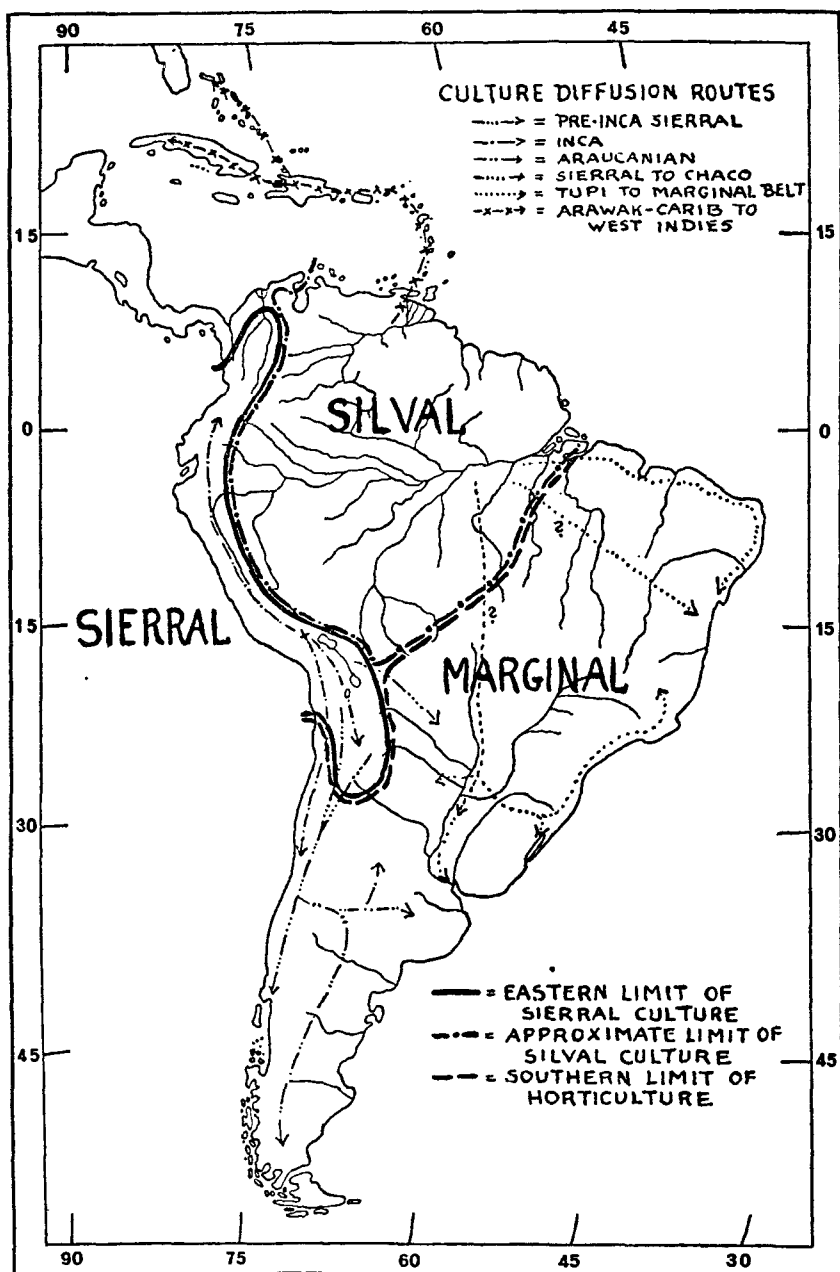 90 75 60 45
CULTURE DIFFUSION ROUTES
= PRE-INCA SIERRAL
= INCA
= ARAUCANIAN
= SIERRAL TO CHACO
= TUPI TO MARGINAL BELT
= ARAWAK-CARIB TO
WEST INDIES
15 15
SILVAL
0 0
?
SIERRAL
15 15
?
MARGINAL
30 30
= EASTERN LIMIT OF
SIERRAL CULTURE
= APPROXIMATE LIMIT OF
SILVAL CULTURE
45 45
= SOUTHERN LIMIT OF
HORTICULTURE
90 75 60 45 30